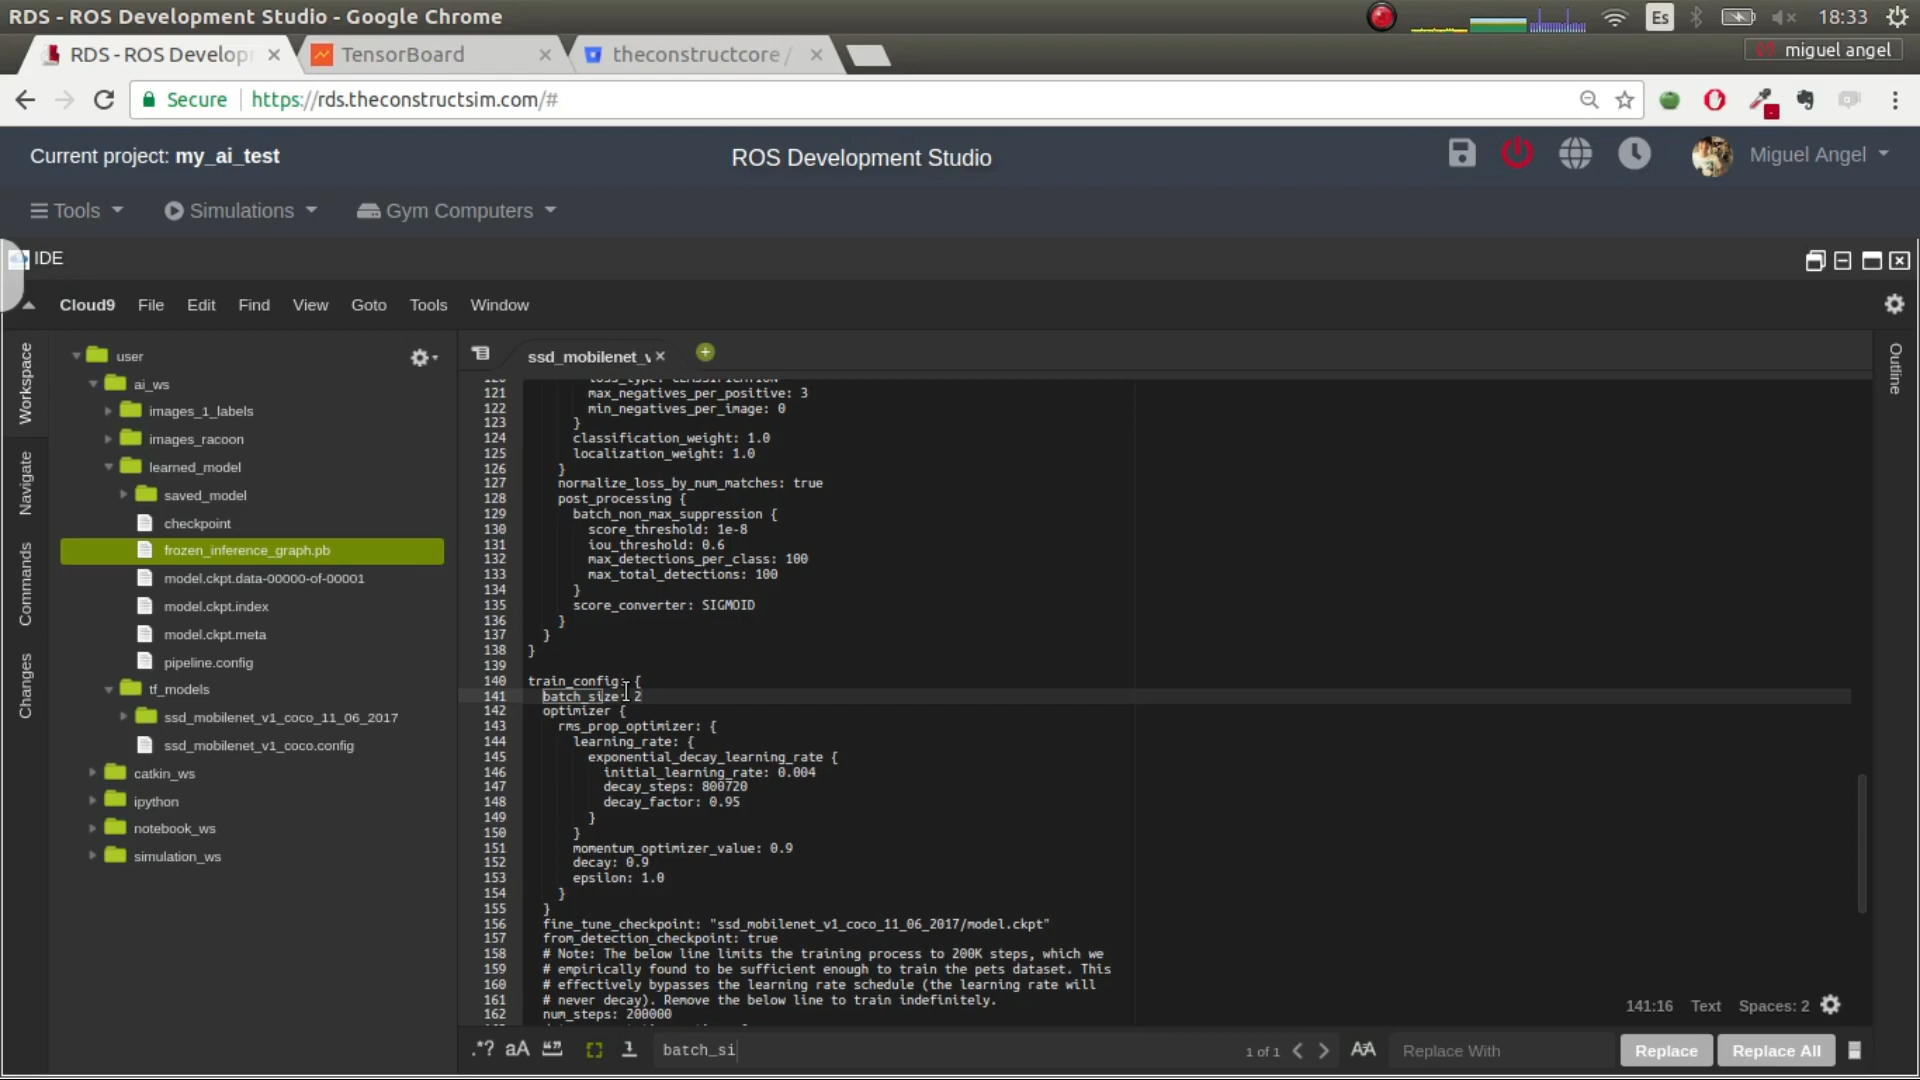 RDS - ROS Development Studio - Google Chrome
Es
18:33
RDS - ROS Develop
TensorBoard
theconstructcore /
miguel angel
Secure
https://rds.theconstructsim.com/#
Current project: my_ai_test
ROS Development Studio
Miguel Angel
Tools
Simulations
Gym Computers
IDE
Cloud9 File Edit Find View Goto Tools Window
Workspace
Navigate
Commands
Changes
user
ai_ws
images_1_labels
images_racoon
learned_model
saved_model
checkpoint
frozen_inference_graph.pb
model.ckpt.data-00000-of-00001
model.ckpt.index
model.ckpt.meta
pipeline.config
tf_models
ssd_mobilenet_v1_coco_11_06_2017
ssd_mobilenet_v1_coco.config
catkin_ws
ipython
notebook_ws
simulation_ws
ssd_mobilenet_v
Outline
120 loss_type: CLASSIFICATION
121 max_negatives_per_positive: 3
122 min_negatives_per_image: 0
123 }
124 classification_weight: 1.0
125 localization_weight: 1.0
126 }
127 normalize_loss_by_num_matches: true
128 post_processing {
129 batch_non_max_suppression {
130 score_threshold: 1e-8
131 iou_threshold: 0.6
132 max_detections_per_class: 100
133 max_total_detections: 100
134 }
135 score_converter: SIGMOID
136 }
137 }
138 }
139
140 train_config: {
141 batch_size: 2
142 optimizer {
143 rms_prop_optimizer: {
144 learning_rate: {
145 exponential_decay_learning_rate {
146 initial_learning_rate: 0.004
147 decay_steps: 800720
148 decay_factor: 0.95
149 }
150 }
151 momentum_optimizer_value: 0.9
152 decay: 0.9
153 epsilon: 1.0
154 }
155 }
156 fine_tune_checkpoint: "ssd_mobilenet_v1_coco_11_06_2017/model.ckpt"
157 from_detection_checkpoint: true
158 # Note: The below line limits the training process to 200K steps, which we
159 # empirically found to be sufficient enough to train the pets dataset. This
160 # effectively bypasses the learning rate schedule (the learning rate will
161 # never decay). Remove the below line to train indefinitely.
162 num_steps: 200000
141:16 Text Spaces: 2
.*? aA
batch_si
1 of 1
Replace With
Replace
Replace All